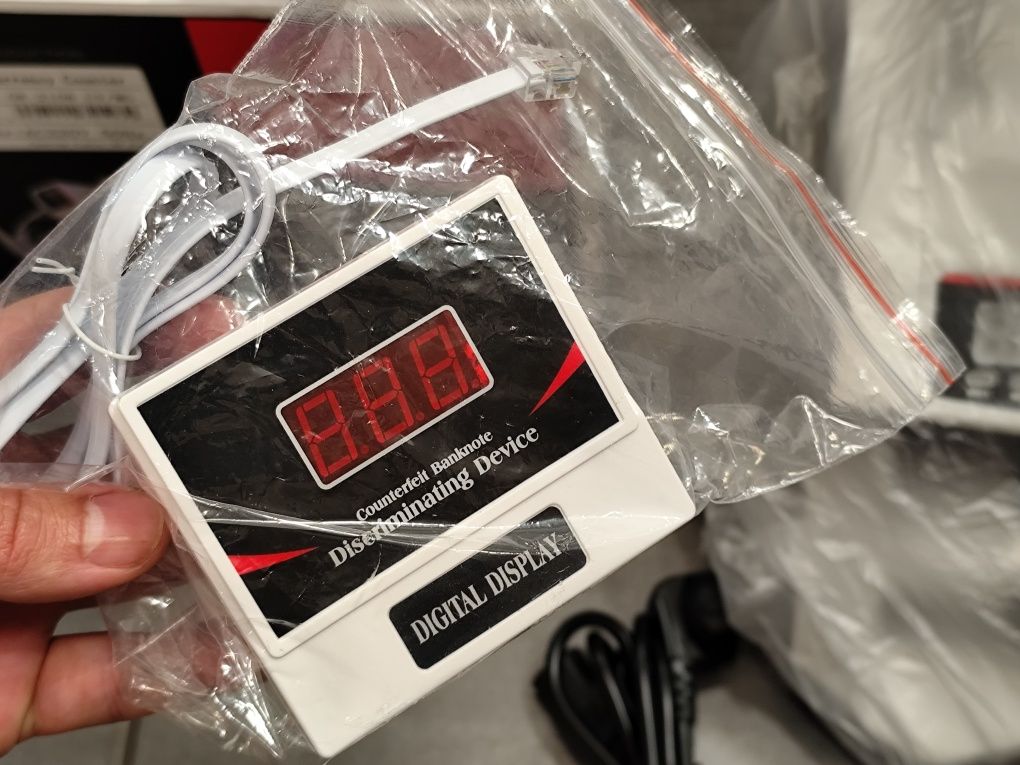 Counterfeit Banknote
Discriminating Device
DIGITAL DISPLAY